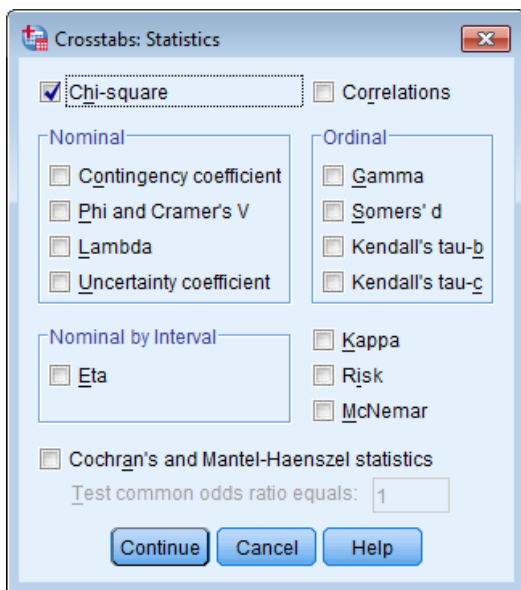 Crosstabs: Statistics
Chi-square
Correlations
Nominal
Contingency coefficient
Phi and Cramer's V
Lambda
Uncertainty coefficient
Ordinal
Gamma
Somers' d
Kendall's tau-b
Kendall's tau-c
Nominal by Interval
Eta
Kappa
Risk
McNemar
Cochran's and Mantel-Haenszel statistics
Test common odds ratio equals: 1
Continue Cancel Help